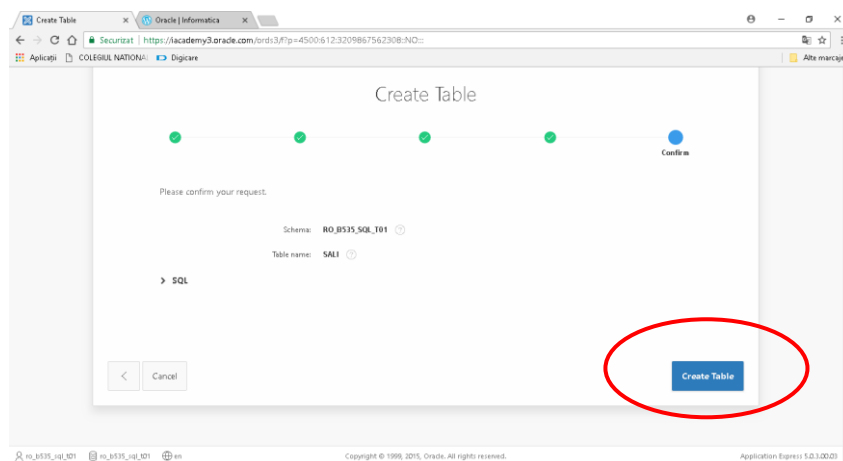 Create Table
Oracle | Informatica
Securizat | https://iacademy3.oracle.com/ords3/f?p=4500:612:3209867562308::NO:::
Aplicații COLEGIUL NATIONAL Digicare Alte marcaje
Create Table
Confirm
Please confirm your request.
Schema: RO_B535_SQL_T01
Table name: SALI
SQL
Cancel
Create Table
ro_b535_sql_t01 ro_b535_sql_t01 en Copyright © 1999, 2015, Oracle. All rights reserved. Application Express 5.0.3.00.03